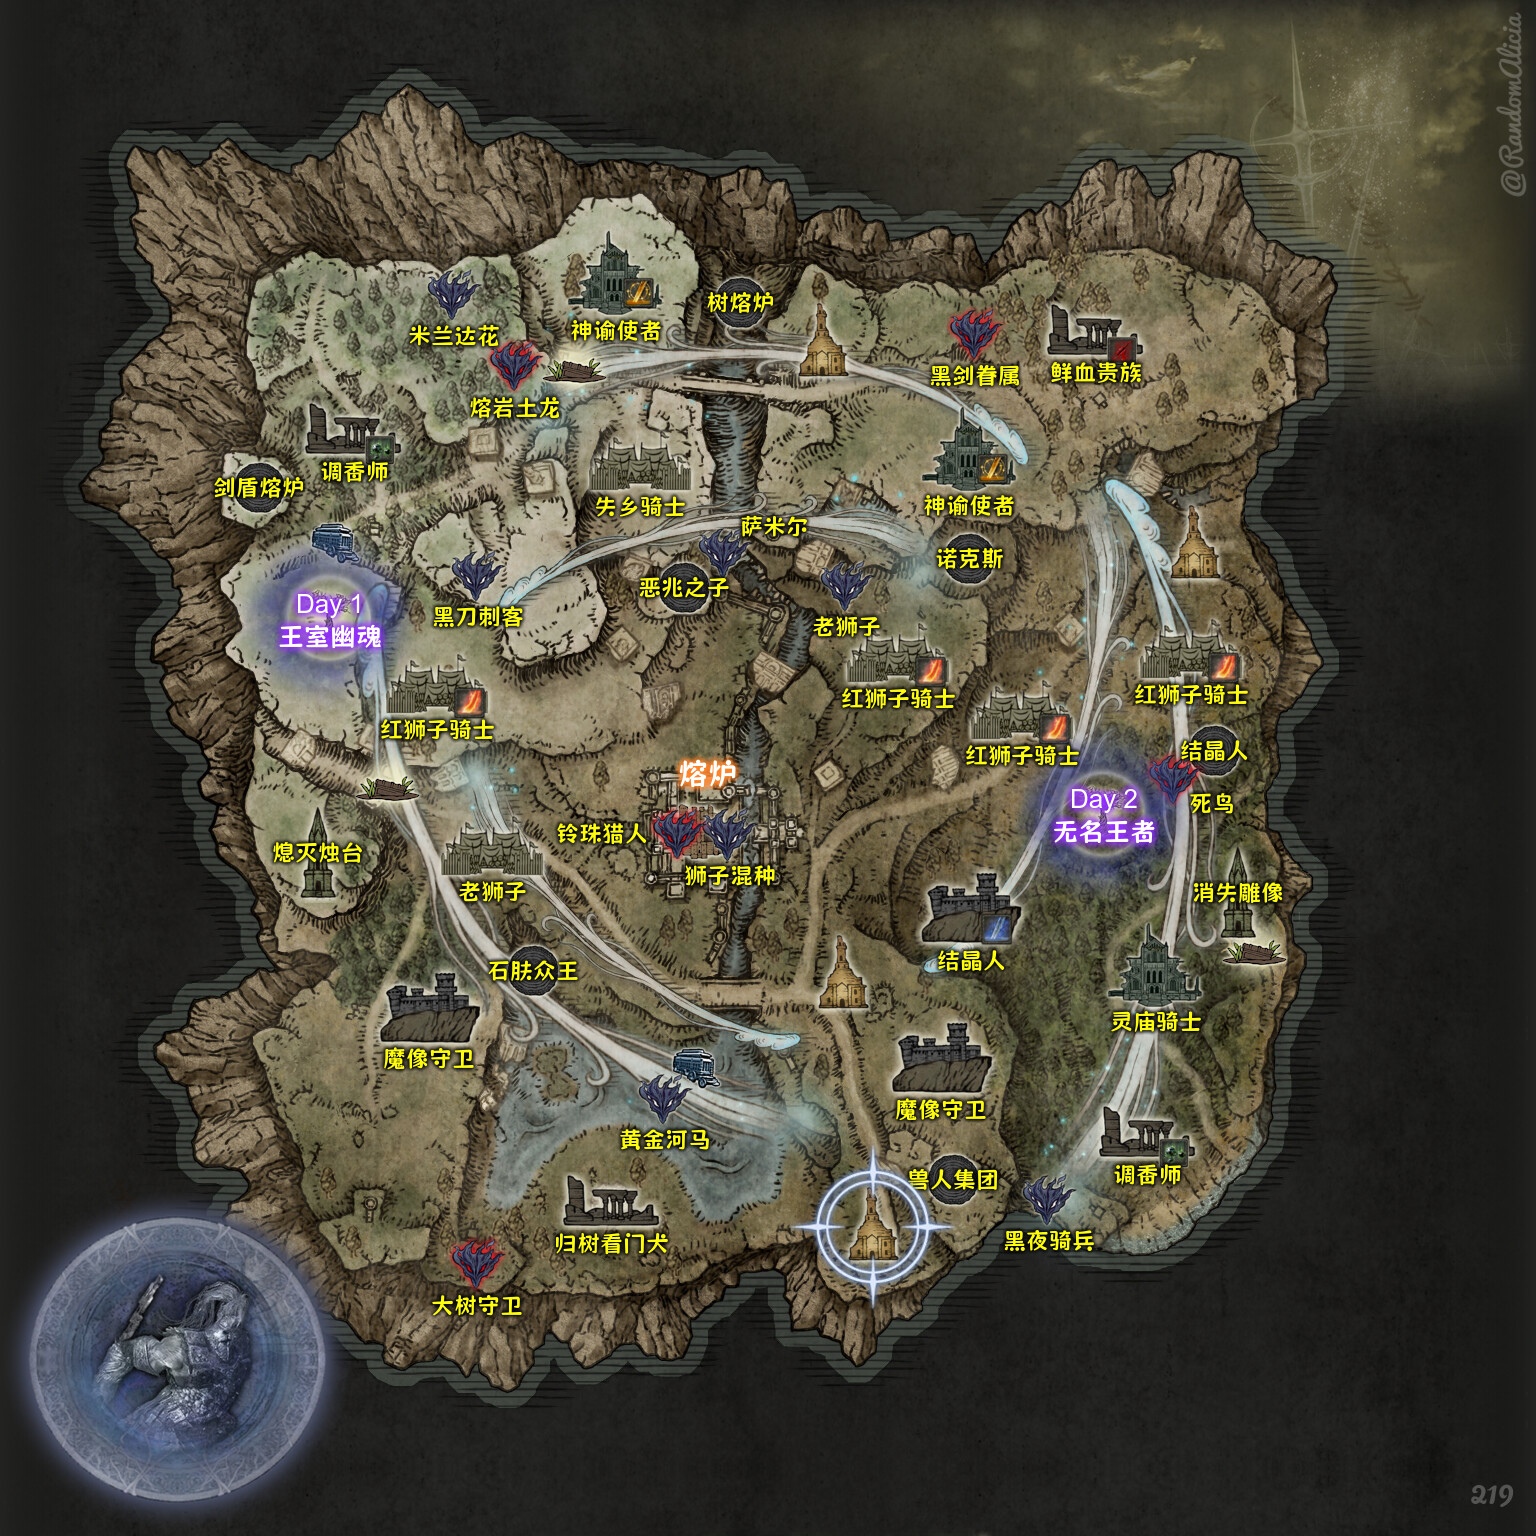 @RandomAlicia
树熔炉
神谕使者
米兰达花
黑剑眷属
鲜血贵族
熔岩土龙
调香师
剑盾熔炉
失乡骑士
神谕使者
萨米尔
诺克斯
恶兆之子
黑刀刺客
老狮子
Day 1
王室幽魂
红狮子骑士
红狮子骑士
红狮子骑士
红狮子骑士
结晶人
熔炉
死鸟
Day 2
无名王者
铃珠猎人
狮子混种
熄灭烛台
老狮子
消失雕像
结晶人
石肤众王
灵庙骑士
魔像守卫
魔像守卫
黄金河马
调香师
兽人集团
归树看门犬
黑夜骑兵
大树守卫
219